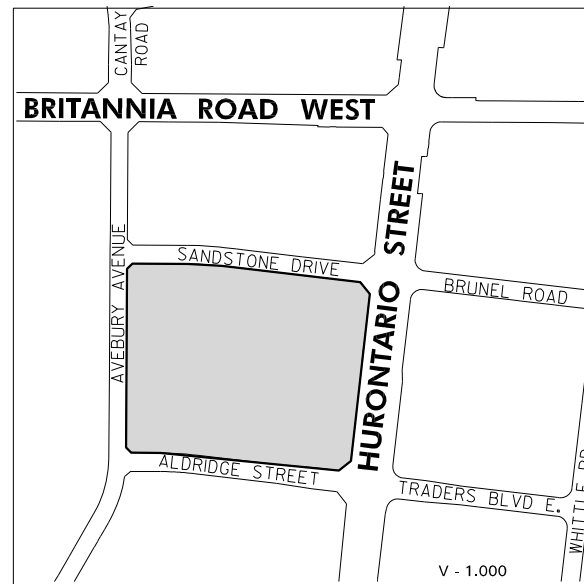 CANTAY
ROAD
BRITANNIA ROAD WEST
HURONTARIO STREET
AVEBURY AVENUE
SANDSTONE DRIVE
BRUNEL ROAD
ALDRIDGE STREET
TRADERS BLVD E.
WHITTLE
V - 1.000